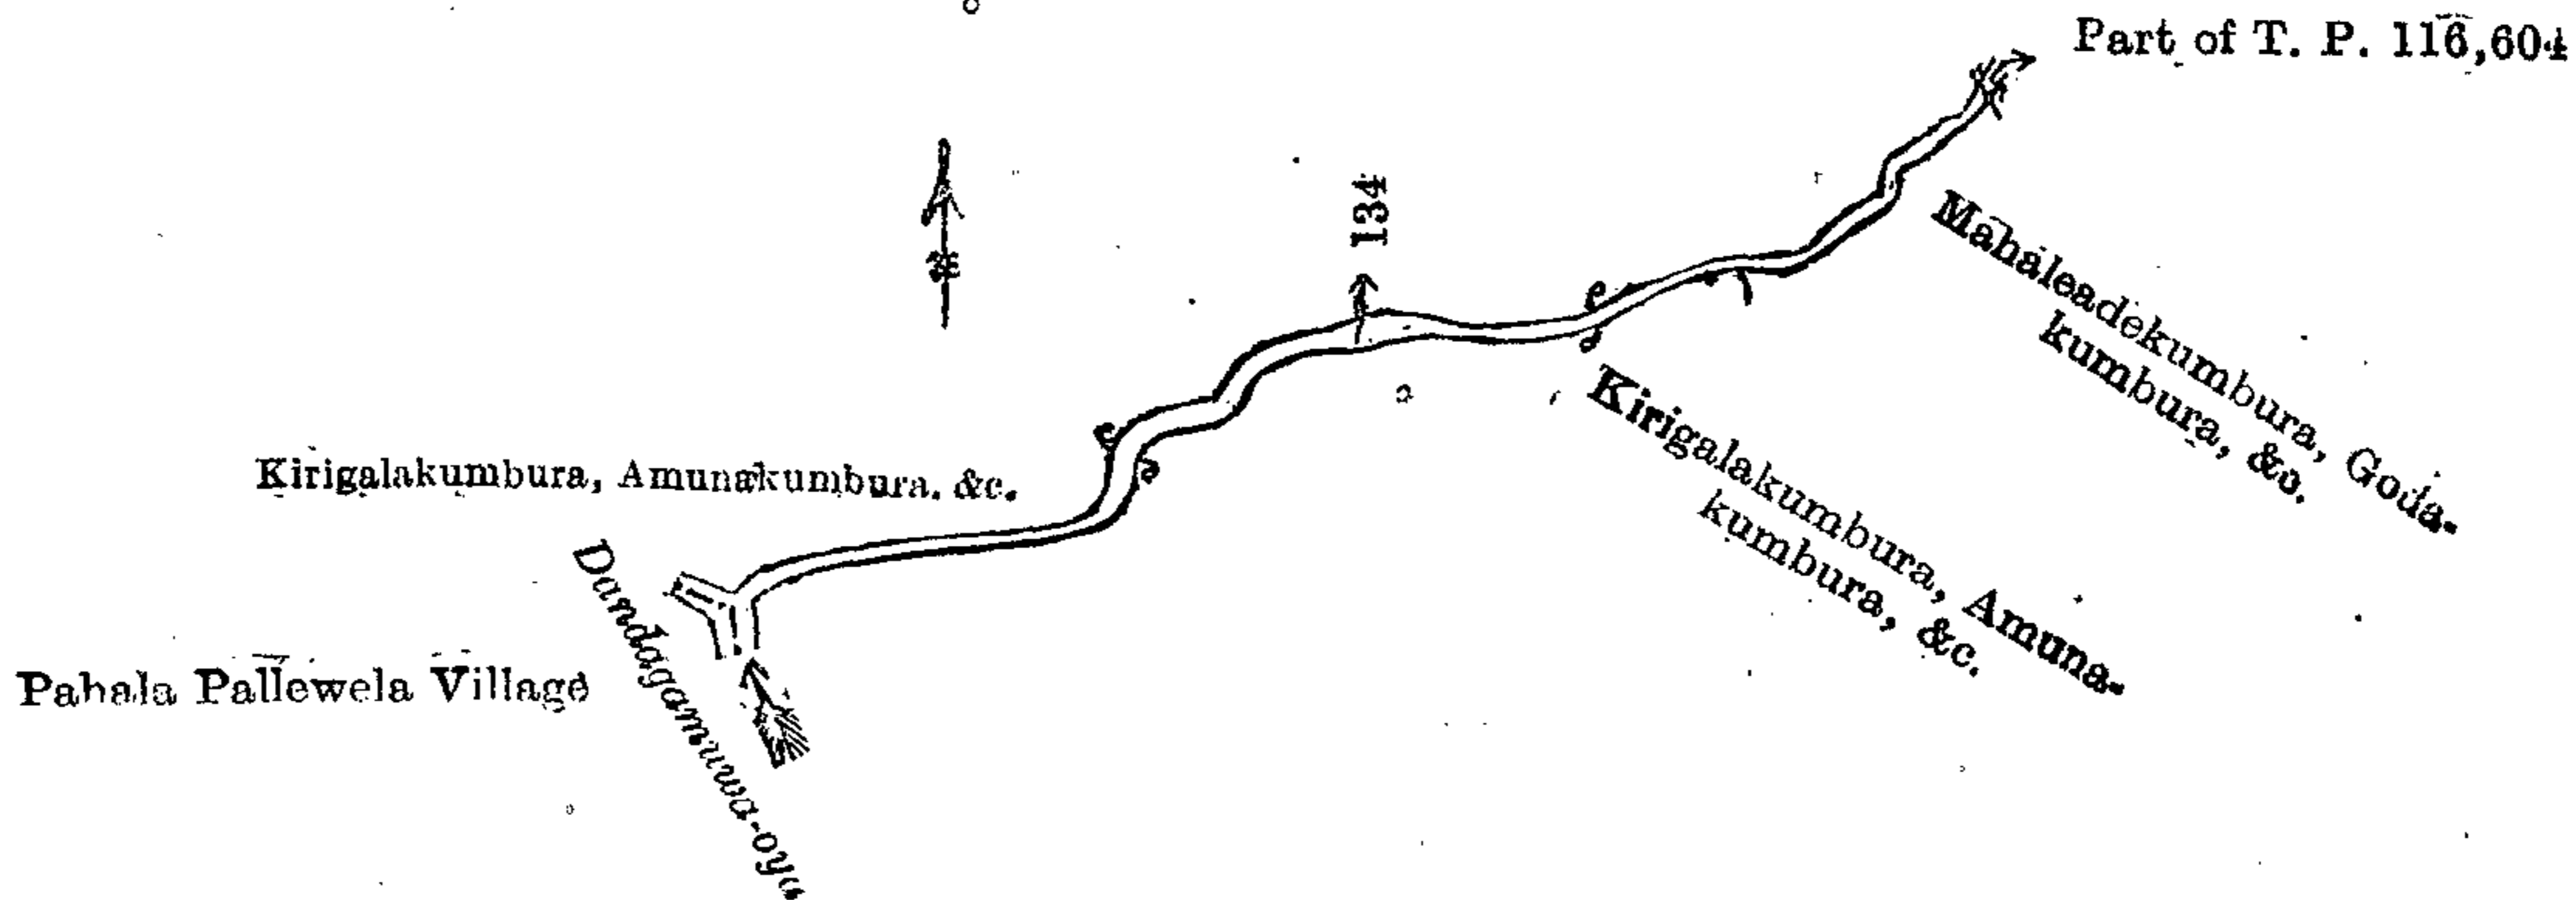 Part of T. P. 116,604
134
Mahaleadekumbura, Goda-
kumbura, &c.
Kirigalakumbura, Amuna-
kumbura, &c.
Kirigalakumbura, Amunakumbura, &c.
Dandagamuwa-oya
Pahala Pallewela Village